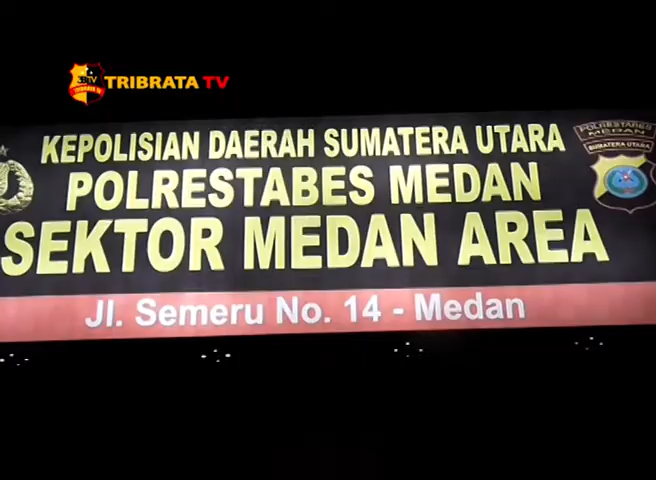 TRIBRATA TV
KEPOLISIAN DAERAH SUMATERA UTARA
POLRESTABES MEDAN
SEKTOR MEDAN AREA
Jl. Semeru No. 14 - Medan
POLRESTABES
MEDAN
SUMATERA UTARA